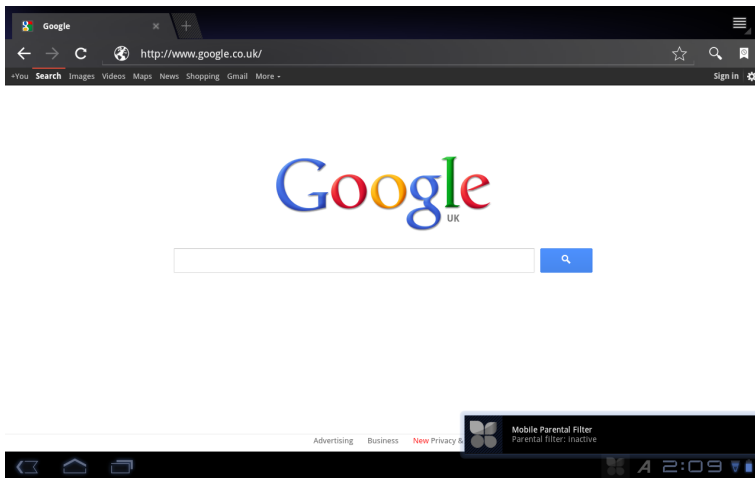 Google
http://www.google.co.uk/
+You Search Images Videos Maps News Shopping Gmail More
Sign in
Google
UK
Advertising Business New Privacy &
Mobile Parental Filter
Parental filter: inactive
A 2:09